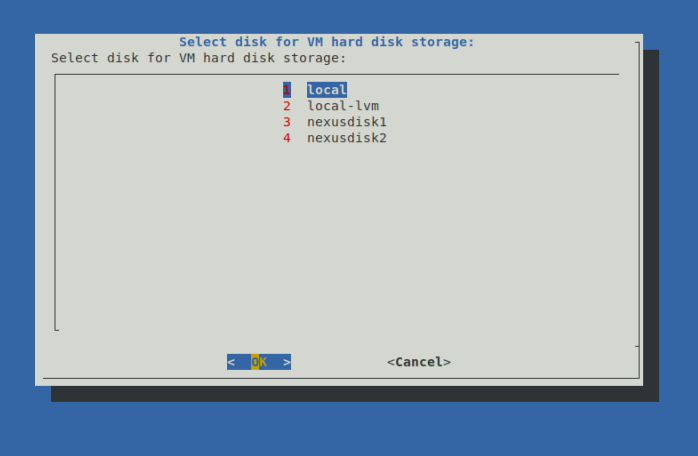 Select disk for VM hard disk storage:
Select disk for VM hard disk storage:
1 local
2 local-lvm
3 nexusdisk1
4 nexusdisk2
< OK > <Cancel>